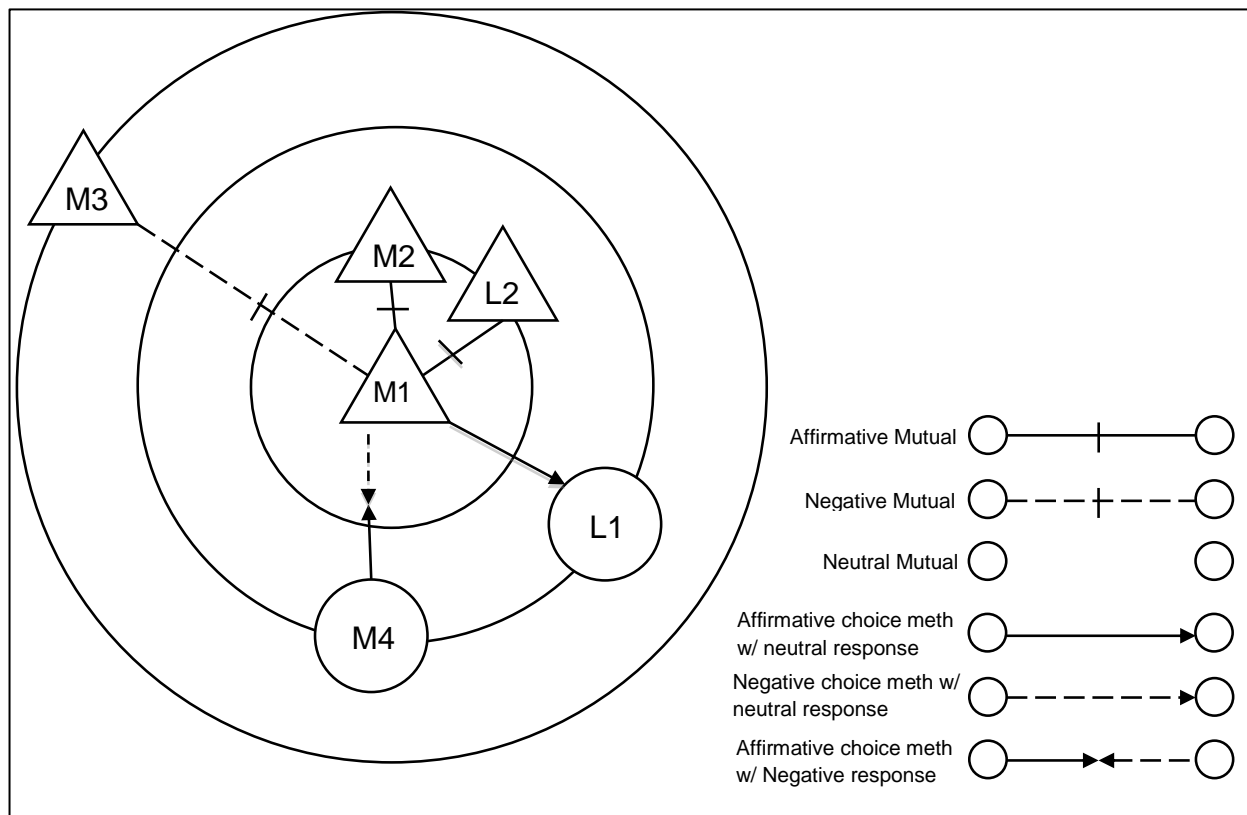 M3
M2
L2
M1
L1
M4
Affirmative Mutual
Negative Mutual
Neutral Mutual
Affirmative choice meth
w/ neutral response
Negative choice meth w/
neutral response
Affirmative choice meth
w/ Negative response